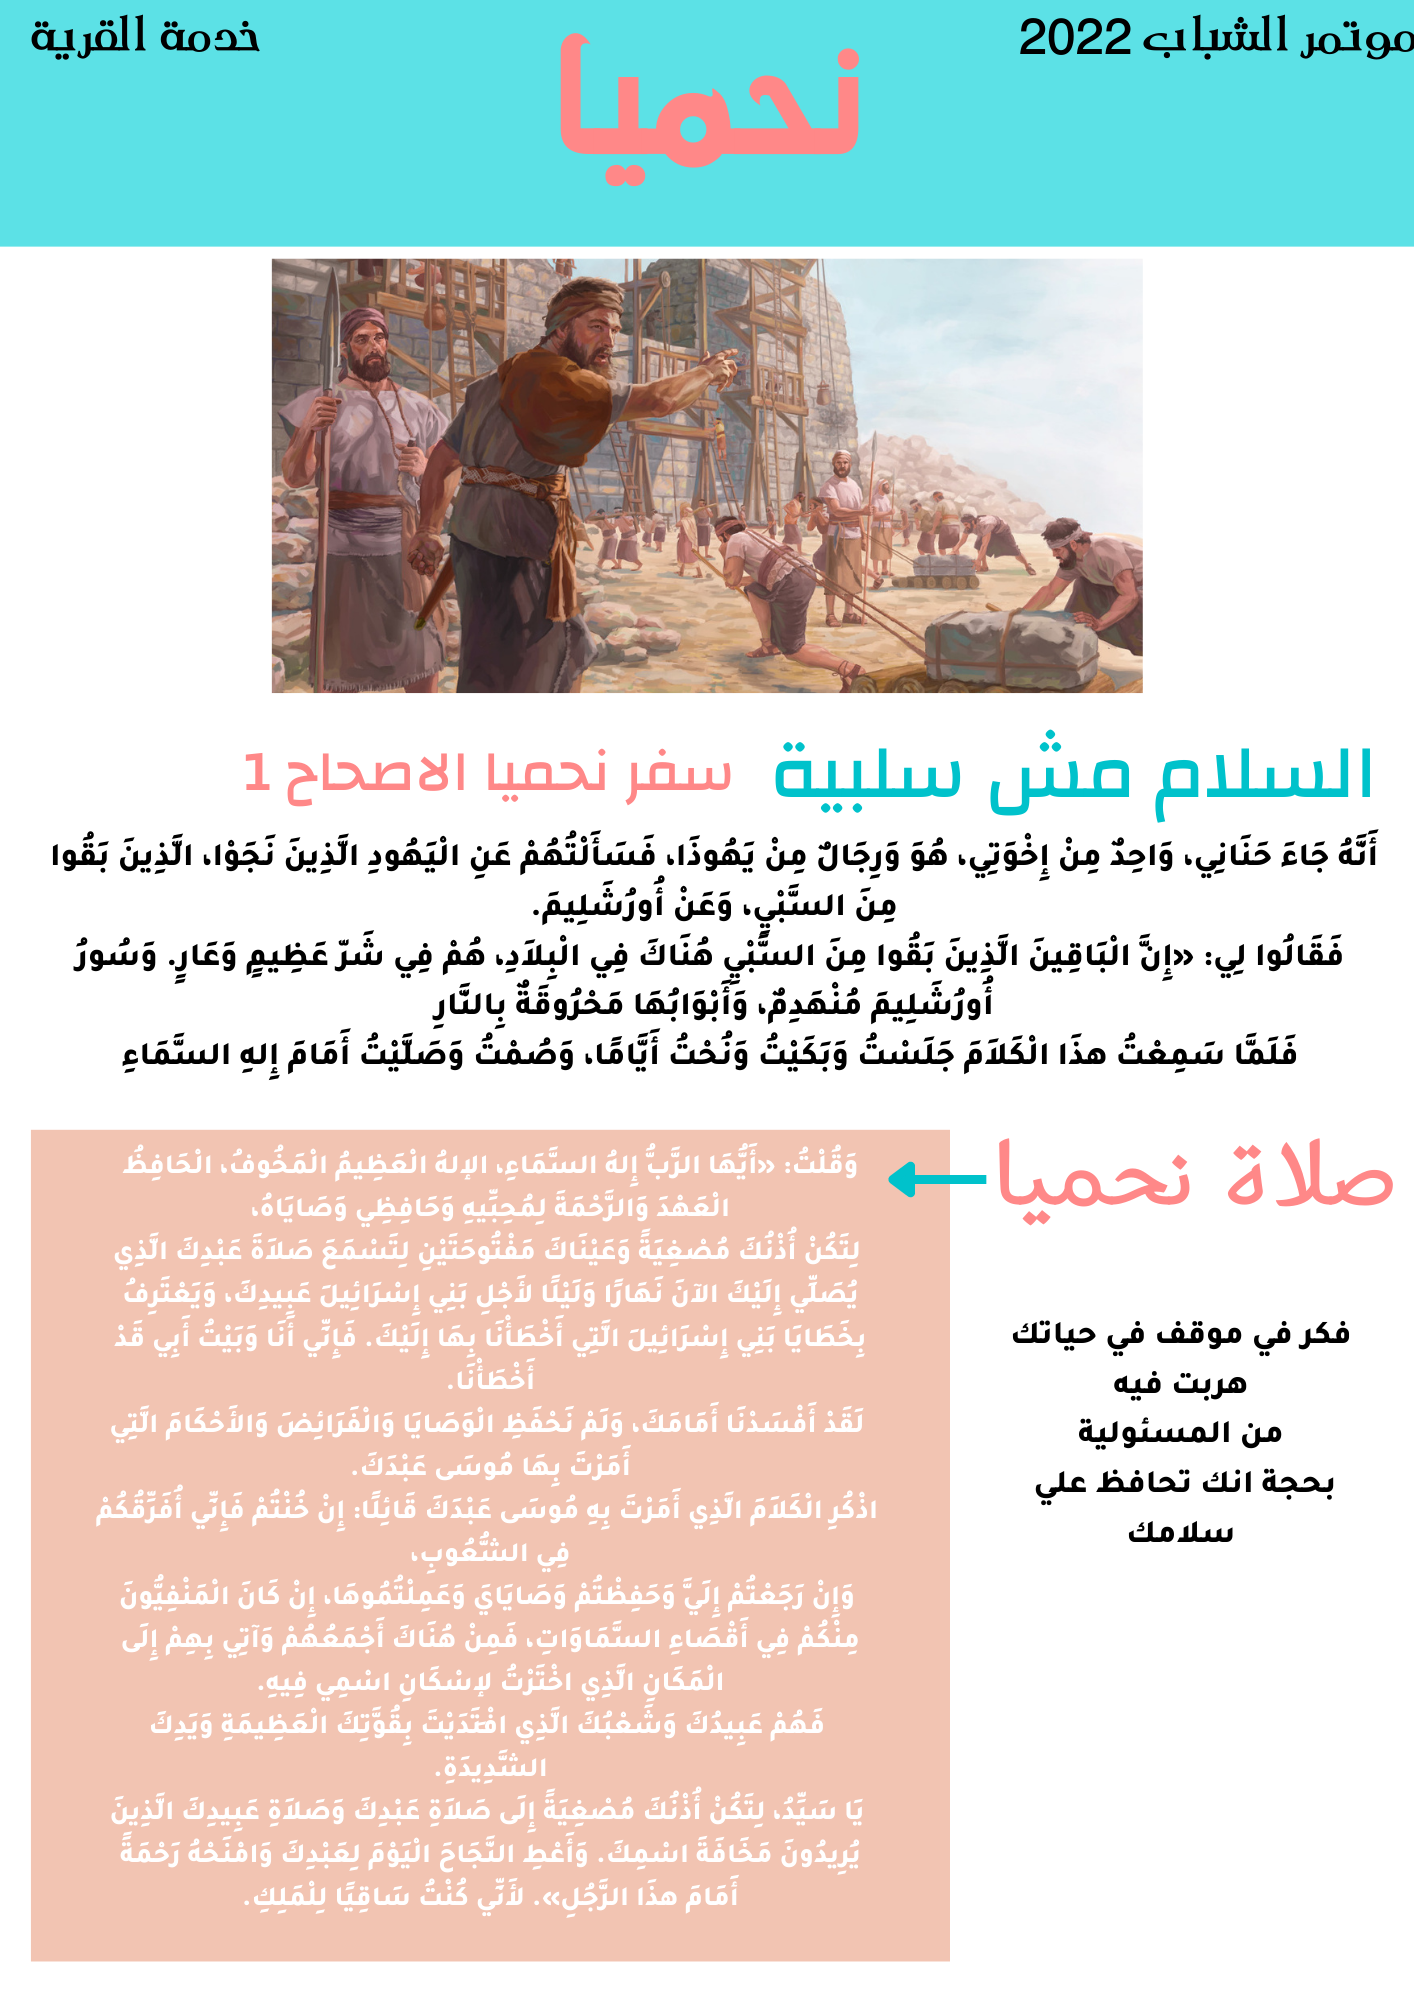 موتمر الشباب 2022
خدمة القرية
نحميا
السلام مش سلبية
سفر نحميا الاصحاح 1
أَنَّهُ جَاءَ حَنَانِي، وَاحِدٌ مِنْ إِخْوَتِي، هُوَ وَرِجَالٌ مِنْ يَهُوذَا، فَسَأَلْتُهُمْ عَنِ الْيَهُودِ الَّذِينَ نَجَوْا، الَّذِينَ بَقُوا
مِنَ السَّبْيِ، وَعَنْ أُورُشَلِيمَ.
فَقَالُوا لِي: «إِنَّ الْبَاقِينَ الَّذِينَ بَقُوا مِنَ السَّبْيِ هُنَاكَ فِي الْبِلاَدِ، هُمْ فِي شَرّ عَظِيمٍ وَعَارٍ. وَسُورُ
أُورُشَلِيمَ مُنْهَدِمٌ، وَأَبْوَابُهَا مَحْرُوقَةٌ بِالنَّارِ
فَلَمَّا سَمِعْتُ هذَا الْكَلاَمَ جَلَسْتُ وَبَكَيْتُ وَنُحْتُ أَيَّامًا، وَصُمْتُ وَصَلَّيْتُ أَمَامَ إِلهِ السَّمَاءِ
صلاة نحميا
وَقُلْتُ: «أَيُّهَا الرَّبُّ إِلهُ السَّمَاءِ، الإِلهُ الْعَظِيمُ الْمَخُوفُ، الْحَافِظُ
الْعَهْدَ وَالرَّحْمَةَ لِمُحِبِّيهِ وَحَافِظِي وَصَايَاهُ،
لِتَكُنْ أُذْنُكَ مُصْغِيَةً وَعَيْنَاكَ مَفْتُوحَتَيْنِ لِتَسْمَعَ صَلاَةَ عَبْدِكَ الَّذِي
يُصَلِّي إِلَيْكَ الآنَ نَهَارًا وَلَيْلًا لأَجْلِ بَنِي إِسْرَائِيلَ عَبِيدِكَ، وَيَعْتَرِفُ
بِخَطَايَا بَنِي إِسْرَائِيلَ الَّتِي أَخْطَأْنَا بِهَا إِلَيْكَ. فَإِنِّي أَنَا وَبَيْتُ أَبِي قَدْ
أَخْطَأْنَا.
لَقَدْ أَفْسَدْنَا أَمَامَكَ، وَلَمْ نَحْفَظِ الْوَصَايَا وَالْفَرَائِضَ وَالأَحْكَامَ الَّتِي
أَمَرْتَ بِهَا مُوسَى عَبْدَكَ.
اذْكُرِ الْكَلاَمَ الَّذِي أَمَرْتَ بِهِ مُوسَى عَبْدَكَ قَائِلًا: إِنْ خُنْتُمْ فَإِنِّي أُفَرِّقُكُمْ
فِي الشُّعُوبِ،
وَإِنْ رَجَعْتُمْ إِلَيَّ وَحَفِظْتُمْ وَصَايَايَ وَعَمِلْتُمُوهَا، إِنْ كَانَ الْمَنْفِيُّونَ
مِنْكُمْ فِي أَقْصَاءِ السَّمَاوَاتِ، فَمِنْ هُنَاكَ أَجْمَعُهُمْ وَآتِي بِهِمْ إِلَى
الْمَكَانِ الَّذِي اخْتَرْتُ لإِسْكَانِ اسْمِي فِيهِ.
فَهُمْ عَبِيدُكَ وَشَعْبُكَ الَّذِي افْتَدَيْتَ بِقُوَّتِكَ الْعَظِيمَةِ وَيَدِكَ
الشَّدِيدَةِ.
يَا سَيِّدُ، لِتَكُنْ أُذْنُكَ مُصْغِيَةً إِلَى صَلاَةِ عَبْدِكَ وَصَلاَةِ عَبِيدِكَ الَّذِينَ
يُرِيدُونَ مَخَافَةَ اسْمِكَ. وَأَعْطِ النَّجَاحَ الْيَوْمَ لِعَبْدِكَ وَامْنَحْهُ رَحْمَةً
أَمَامَ هذَا الرَّجُلِ». لأَنِّي كُنْتُ سَاقِيًا لِلْمَلِكِ.
فكر في موقف في حياتك
هربت فيه
من المسئولية
بحجة انك تحافظ علي
سلامك